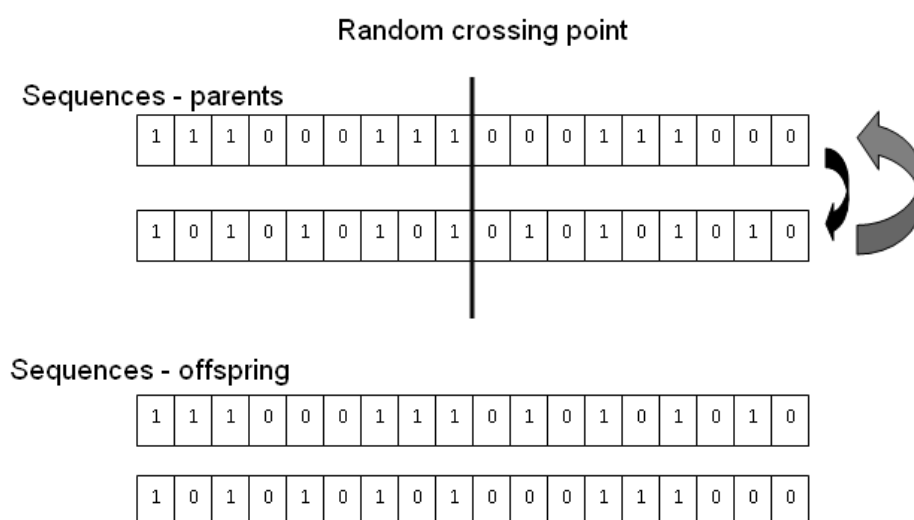 Random crossing point
Sequences - parents
1 1 1 0 0 0 1 1 1 0 0 0 1 1 1 0 0 0
1 0 1 0 1 0 1 0 1 0 1 0 1 0 1 0 1 0
Sequences - offspring
1 1 1 0 0 0 1 1 1 0 1 0 1 0 1 0 1 0
1 0 1 0 1 0 1 0 1 0 0 0 1 1 1 0 0 0